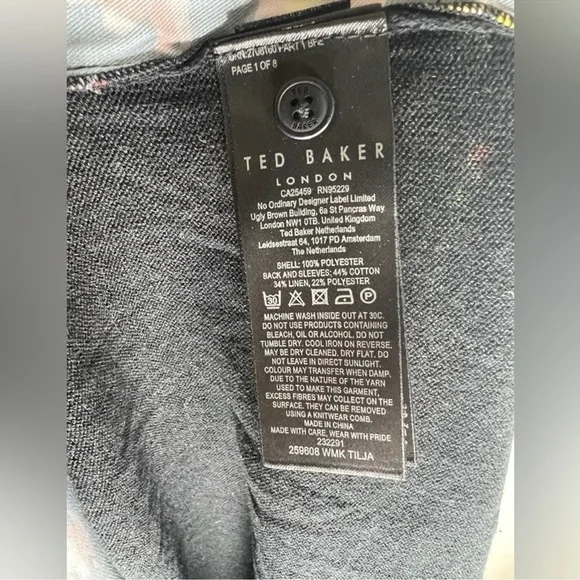 PAGE 1 OF 8
TED
BAKER
TED BAKER
LONDON
CA25459 RN95229
No Ordinary Designer Label Limited
Ugly Brown Building, 6a St Pancras Way
London NW1 0TB. United Kingdom
Ted Baker Netherlands
Leidsestraat 64, 1017 PD Amsterdam
The Netherlands
SHELL: 100% POLYESTER
BACK AND SLEEVES; 44% COTTON
34% LINEN, 22% POLYESTER
30 P
MACHINE WASH INSIDE OUT AT 30C.
DO NOT USE PRODUCTS CONTAINING
BLEACH, OIL OR ALCOHOL. DO NOT
TUMBLE DRY. COOL IRON ON REVERSE.
MAY BE DRY CLEANED. DRY FLAT. DO
NOT LEAVE IN DIRECT SUNLIGHT.
COLOUR MAY TRANSFER WHEN DAMP.
DUE TO THE NATURE OF THE YARN
USED TO MAKE THIS GARMENT,
EXCESS FIBRES MAY COLLECT ON THE
SURFACE. THEY CAN BE REMOVED
USING A KNITWEAR COMB.
MADE IN CHINA
MADE WITH CARE, WEAR WITH PRIDE
232291
259608 WMK TILJA